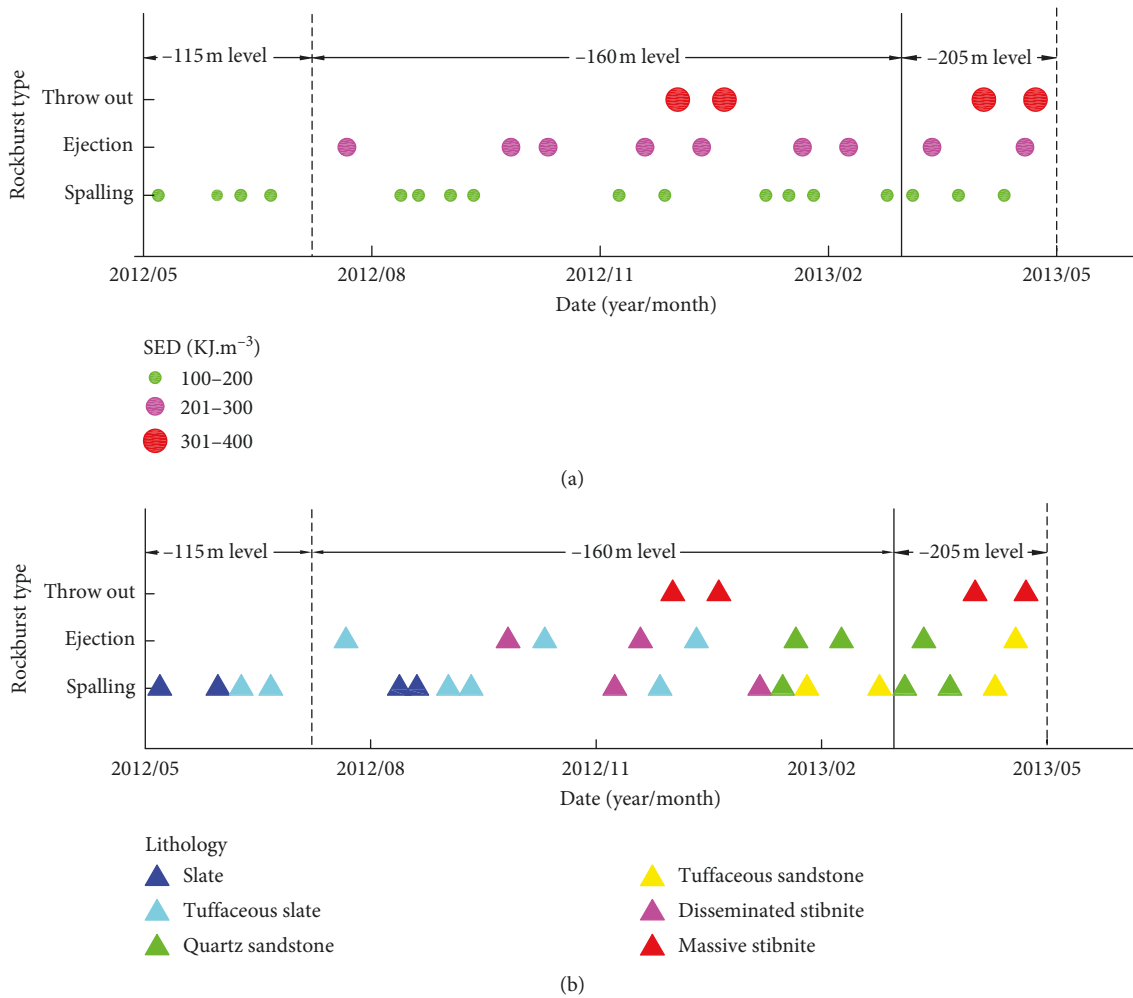 –115 m level
–160 m level
–205 m level
Throw out
Ejection
Spalling
Rockburst type
2012/05
2012/08
2012/11
2013/02
2013/05
Date (year/month)
SED (KJ.m⁻³)
100–200
201–300
301–400
(a)
–115 m level
–160 m level
–205 m level
Throw out
Ejection
Spalling
Rockburst type
2012/05
2012/08
2012/11
2013/02
2013/05
Date (year/month)
Lithology
Slate
Tuffaceous slate
Quartz sandstone
Tuffaceous sandstone
Disseminated stibnite
Massive stibnite
(b)